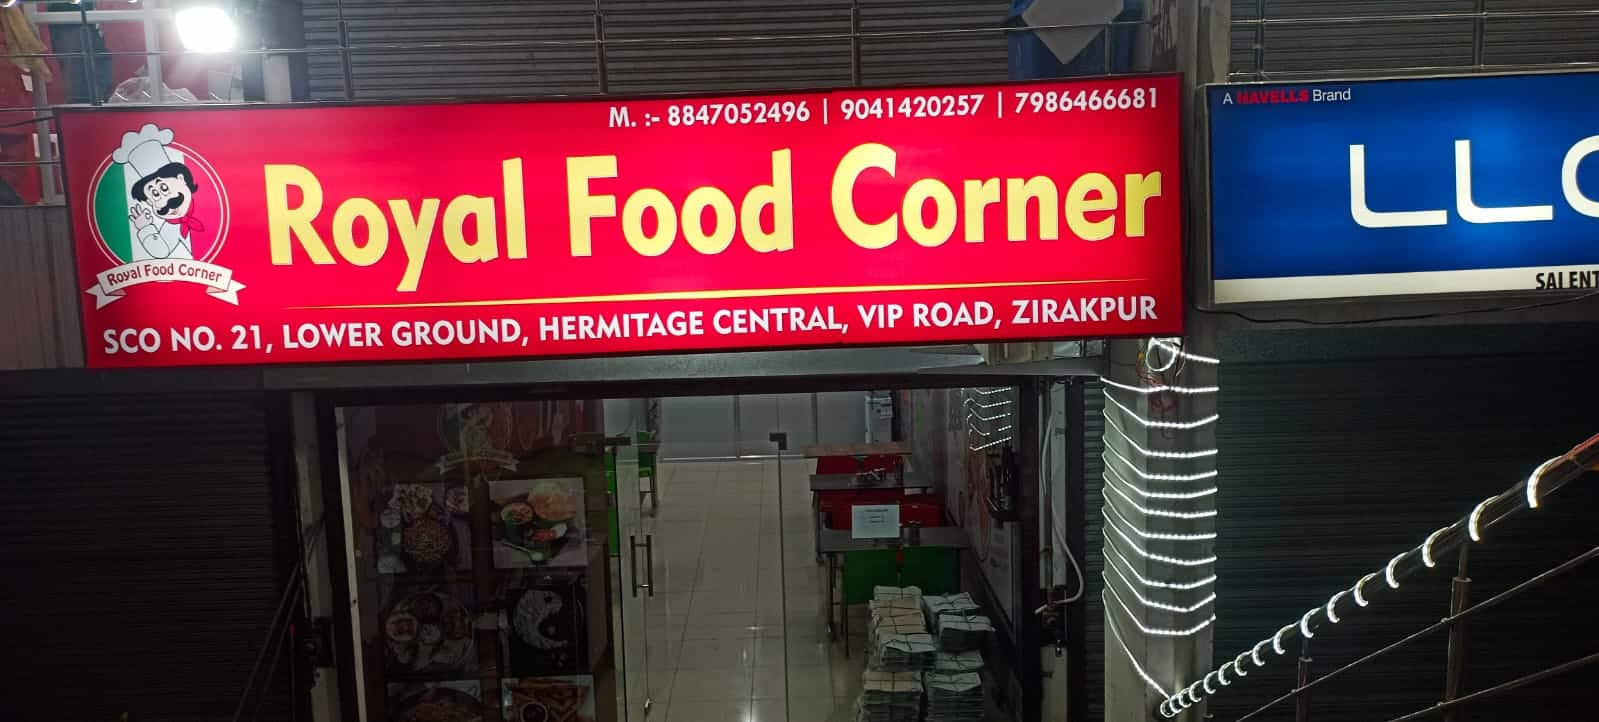 M. :- 8847052496 | 9041420257 | 7986466681
Royal Food Corner
Royal Food Corner
SCO NO. 21, LOWER GROUND, HERMITAGE CENTRAL, VIP ROAD, ZIRAKPUR
A HAVELLS Brand
LLO
SALENT